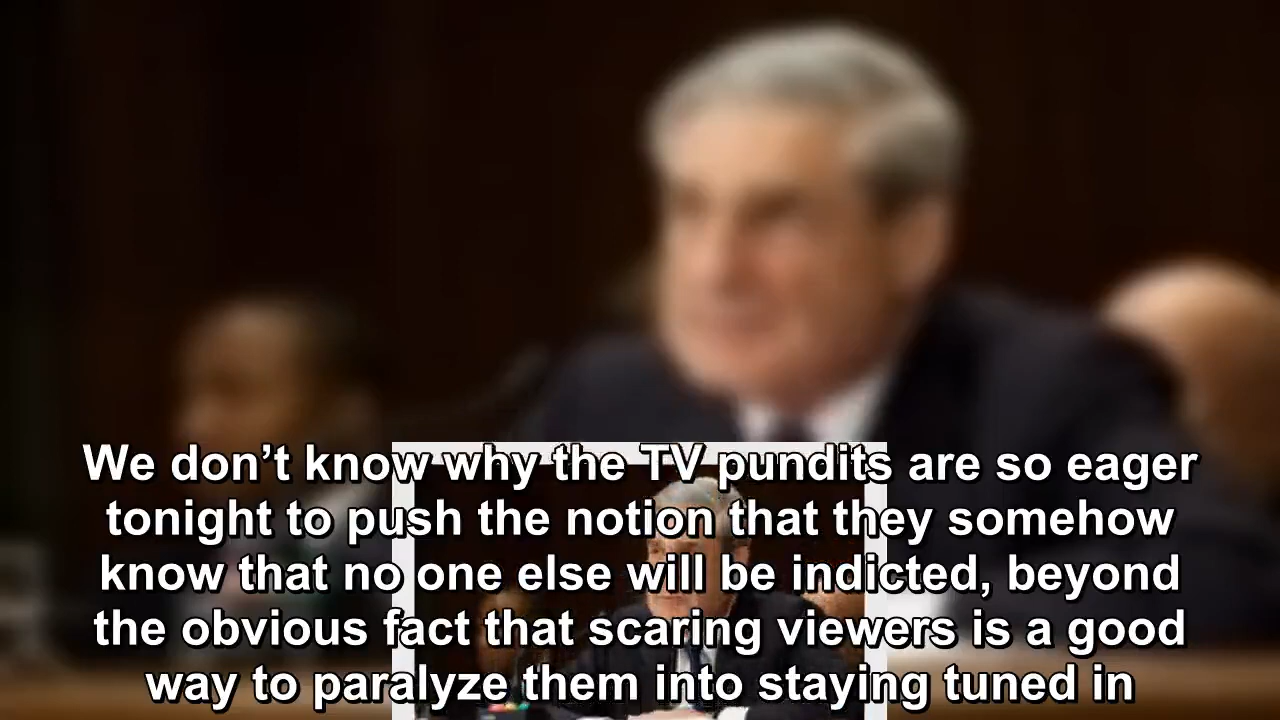 We don’t know why the TV pundits are so eager
tonight to push the notion that they somehow
know that no one else will be indicted, beyond
the obvious fact that scaring viewers is a good
way to paralyze them into staying tuned in